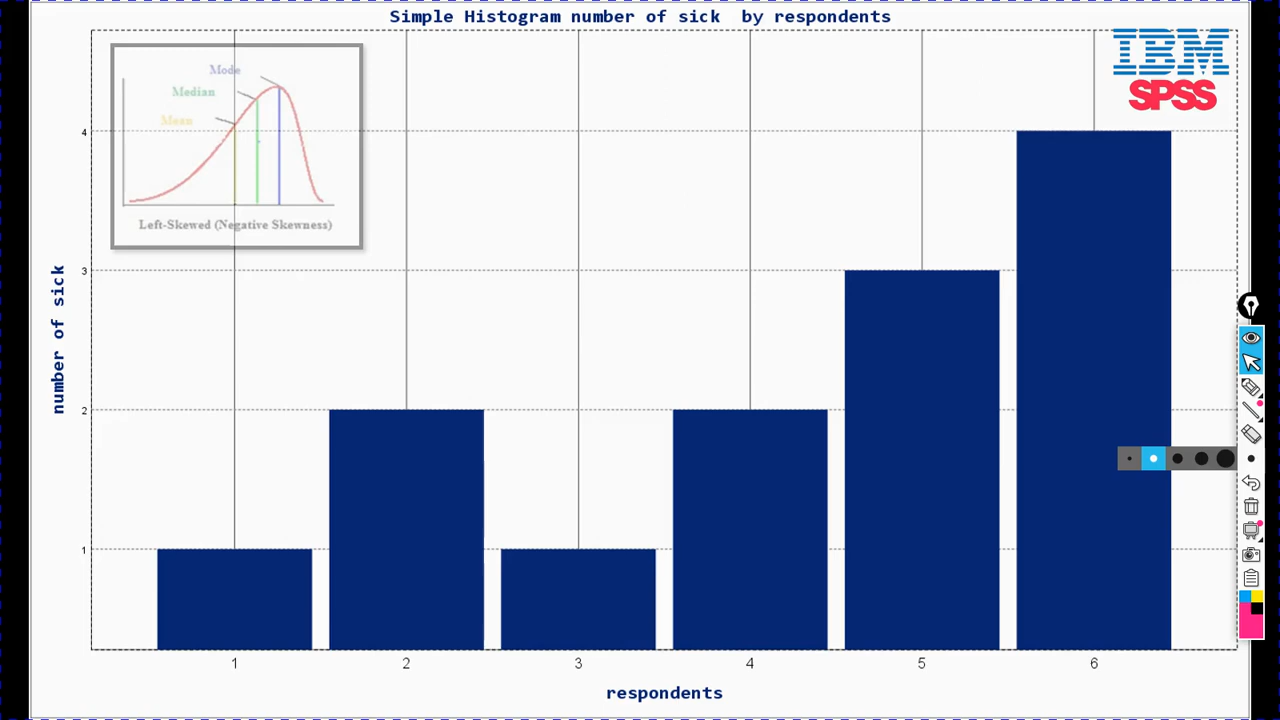 Simple Histogram number of sick by respondents
IBM
SPSS
Mode
Median
Mean
Left-Skewed (Negative Skewness)
number of sick
4
3
2
1
1 2 3 4 5 6
respondents